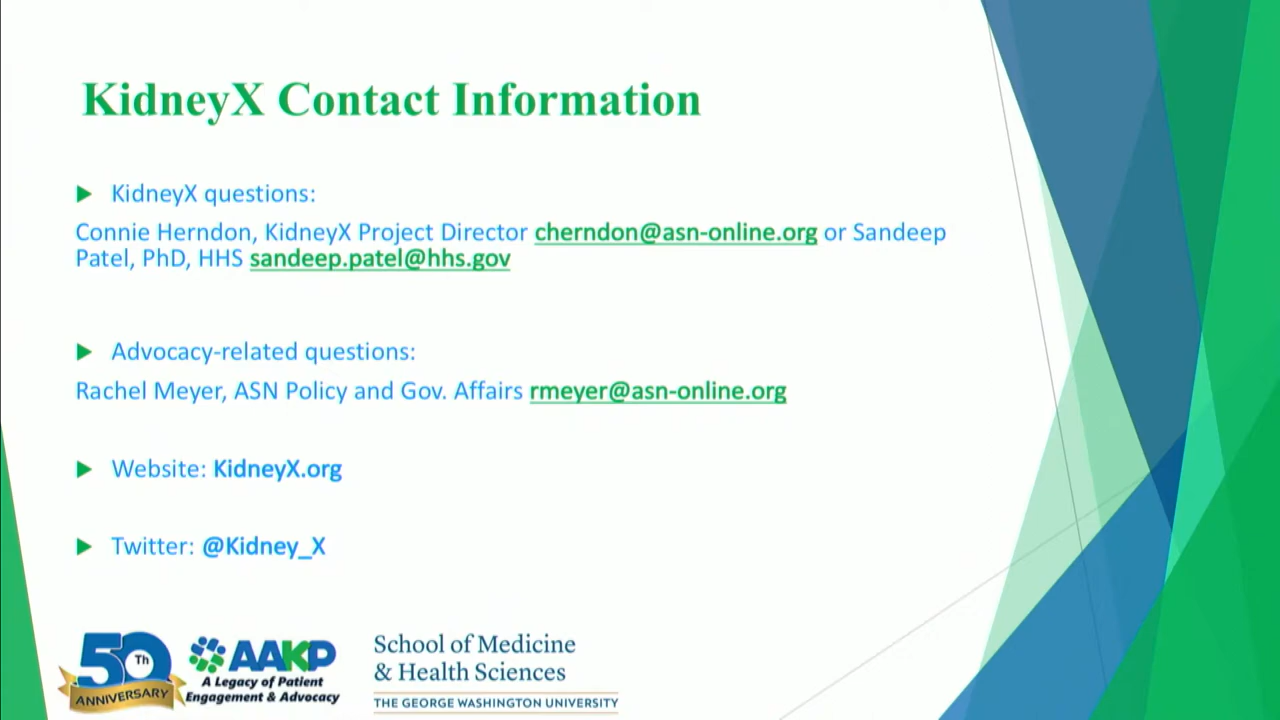 KidneyX Contact Information
KidneyX questions:
Connie Herndon, KidneyX Project Director cherndon@asn-online.org or Sandeep
Patel, PhD, HHS sandeep.patel@hhs.gov
Advocacy-related questions:
Rachel Meyer, ASN Policy and Gov. Affairs rmeyer@asn-online.org
Website: KidneyX.org
Twitter: @Kidney_X
50Th
ANNIVERSARY
AAKP
A Legacy of Patient
Engagement & Advocacy
School of Medicine
& Health Sciences
THE GEORGE WASHINGTON UNIVERSITY